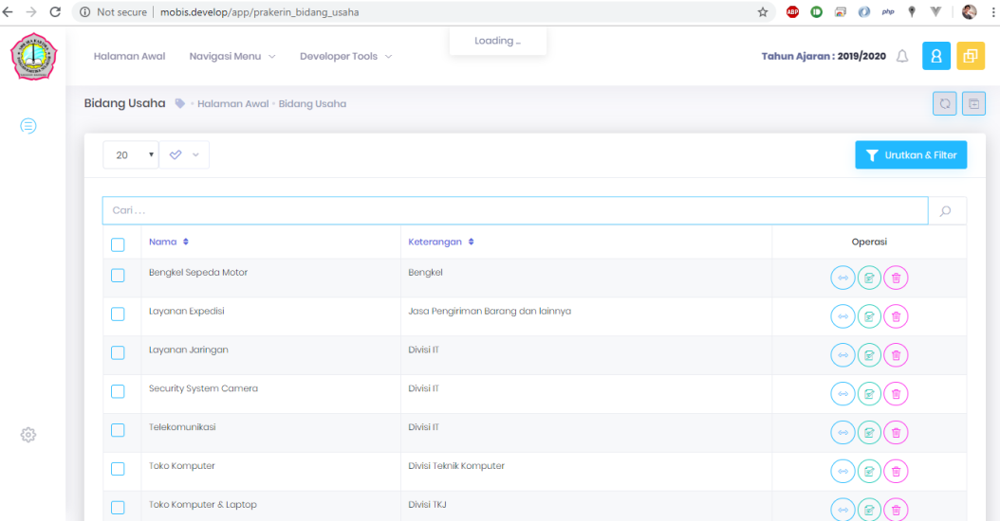 Not secure | mobis.develop/app/prakerin_bidang_usaha
ABP
php
Halaman Awal
Navigasi Menu
Developer Tools
Loading ..
Tahun Ajaran : 2019/2020
Bidang Usaha
Halaman Awal
Bidang Usaha
20
Urutkan & Filter
Cari . . .
Nama Keterangan Operasi
Bengkel Sepeda Motor Bengkel
Layanan Expedisi Jasa Pengiriman Barang dan lainnya
Layanan Jaringan Divisi IT
Security System Camera Divisi IT
Telekomunikasi Divisi IT
Toko Komputer Divisi Teknik Komputer
Toko Komputer & Laptop Divisi TKJ